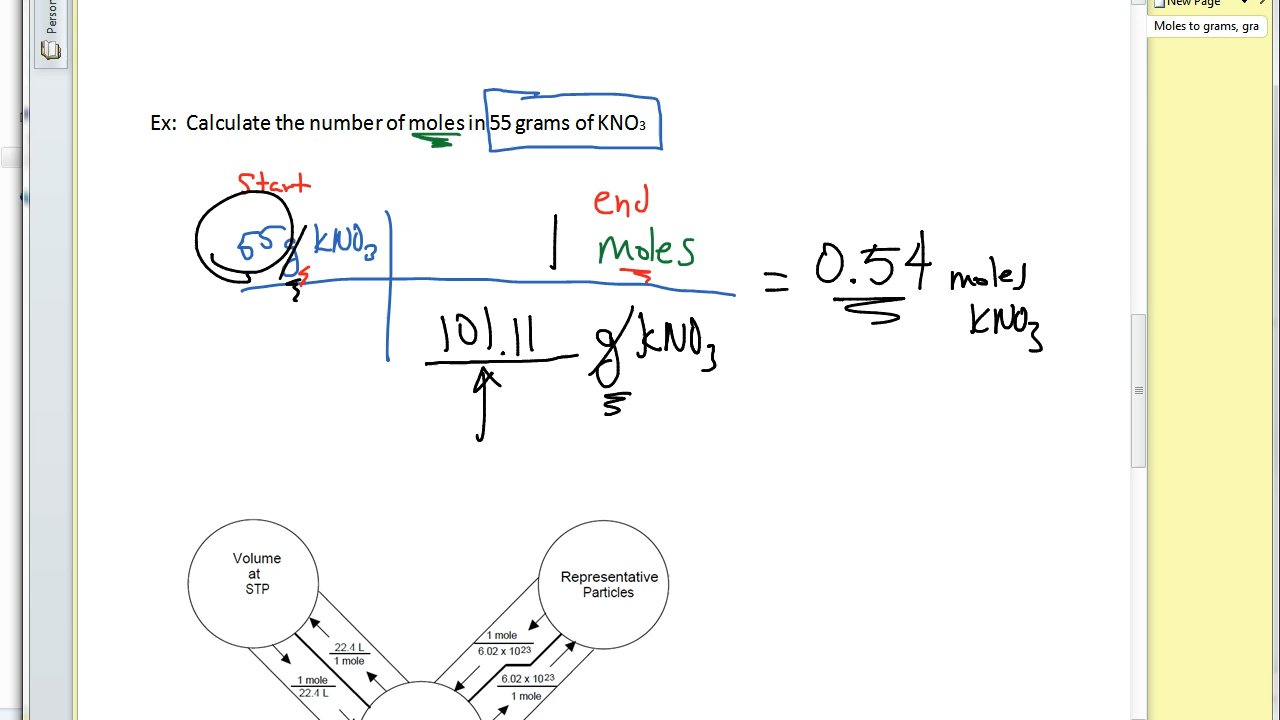 New Page
Person
Moles to grams, gra
Ex: Calculate the number of moles in 55 grams of KNO3
Start
end
55g KNO3
1 moles
101.11 g KNO3
= 0.54 moles
KNO3
Volume
at
STP
Representative
Particles
22.4 L
1 mole
1 mole
22.4 L
1 mole
6.02 x 10²³
6.02 x 10²³
1 mole